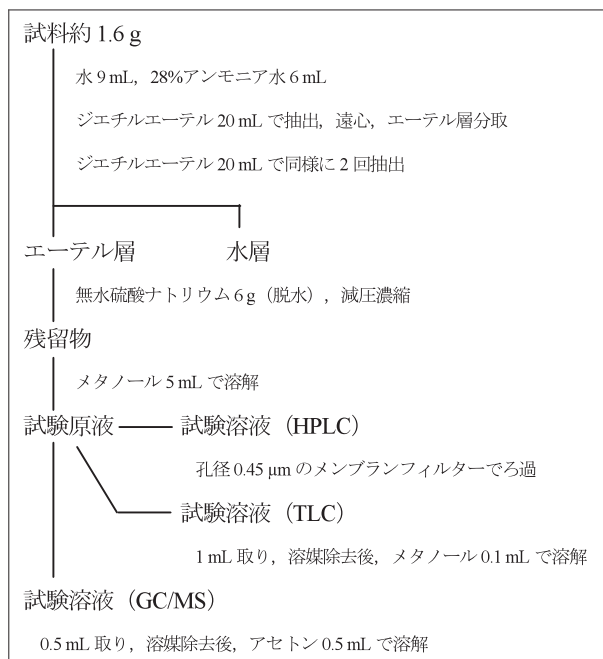 試料約 1.6 g
水 9 mL，28%アンモニア水 6 mL
ジエチルエーテル 20 mL で抽出，遠心，エーテル層分取
ジエチルエーテル 20 mL で同様に 2 回抽出
エーテル層 水層
無水硫酸ナトリウム 6 g（脱水），減圧濃縮
残留物
メタノール 5 mL で溶解
試験原液 試験溶液（HPLC）
孔径 0.45 μm のメンブランフィルターでろ過
試験溶液（TLC）
1 mL 取り，溶媒除去後，メタノール 0.1 mL で溶解
試験溶液（GC/MS）
0.5 mL 取り，溶媒除去後，アセトン 0.5 mL で溶解